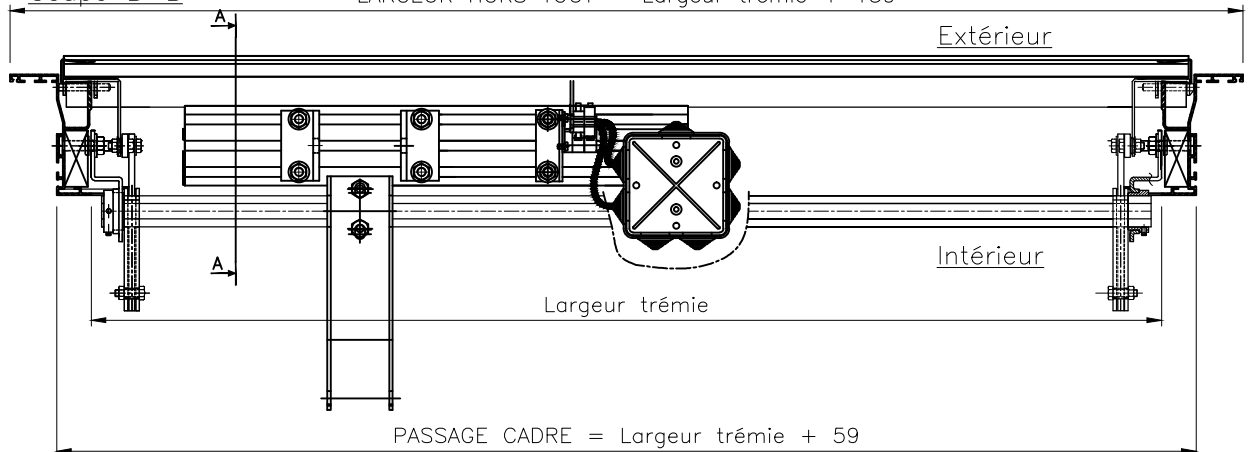 A
Extérieur
A
Intérieur
Largeur trémie
PASSAGE CADRE = Largeur trémie + 59